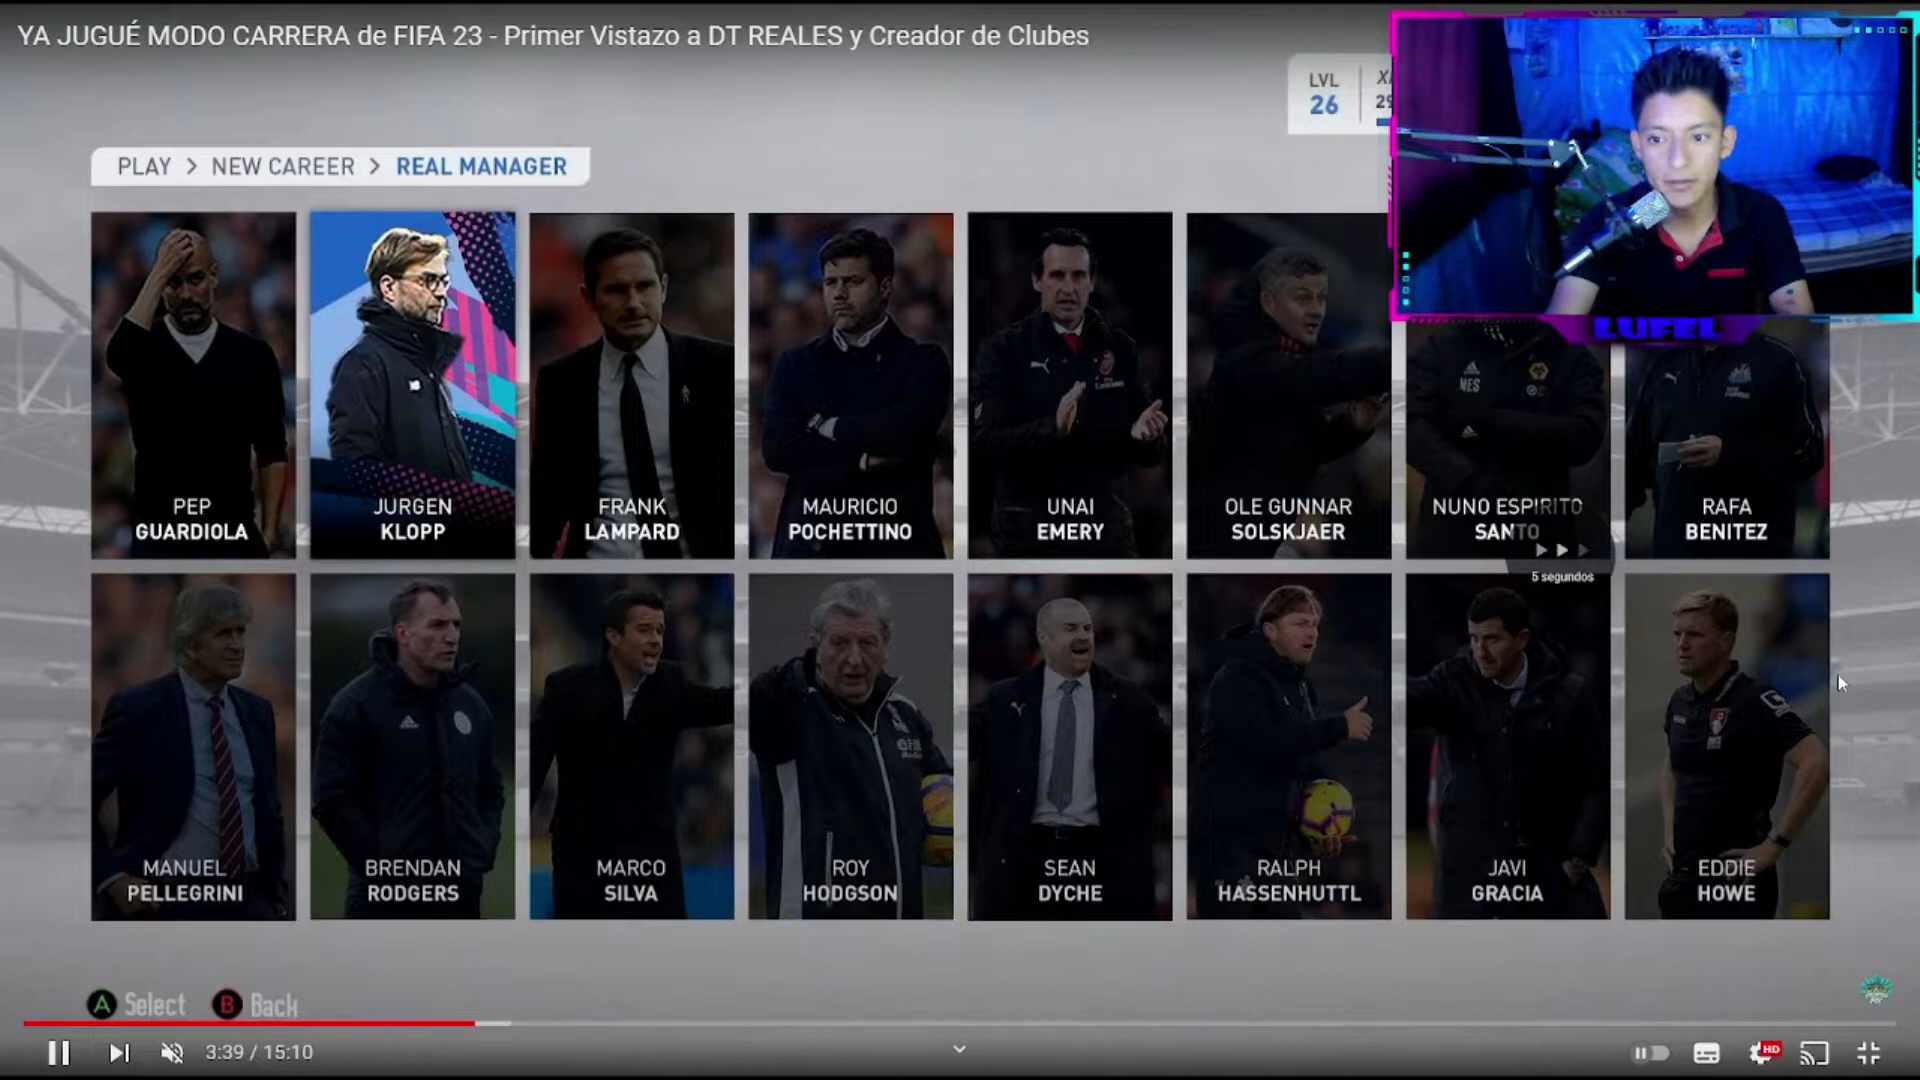 YA JUGUÉ MODO CARRERA de FIFA 23 - Primer Vistazo a DT REALES y Creador de Clubes
LVL
26
PLAY > NEW CAREER > REAL MANAGER
LUFEL
PEP
GUARDIOLA
JURGEN
KLOPP
FRANK
LAMPARD
MAURICIO
POCHETTINO
UNAI
EMERY
OLE GUNNAR
SOLSKJAER
NUNO ESPIRITO
SANTO
RAFA
BENITEZ
5 segundos
MANUEL
PELLEGRINI
BRENDAN
RODGERS
MARCO
SILVA
ROY
HODGSON
SEAN
DYCHE
RALPH
HASSENHUTTL
JAVI
GRACIA
EDDIE
HOWE
A Select B Back
3:39 / 15:10
HD